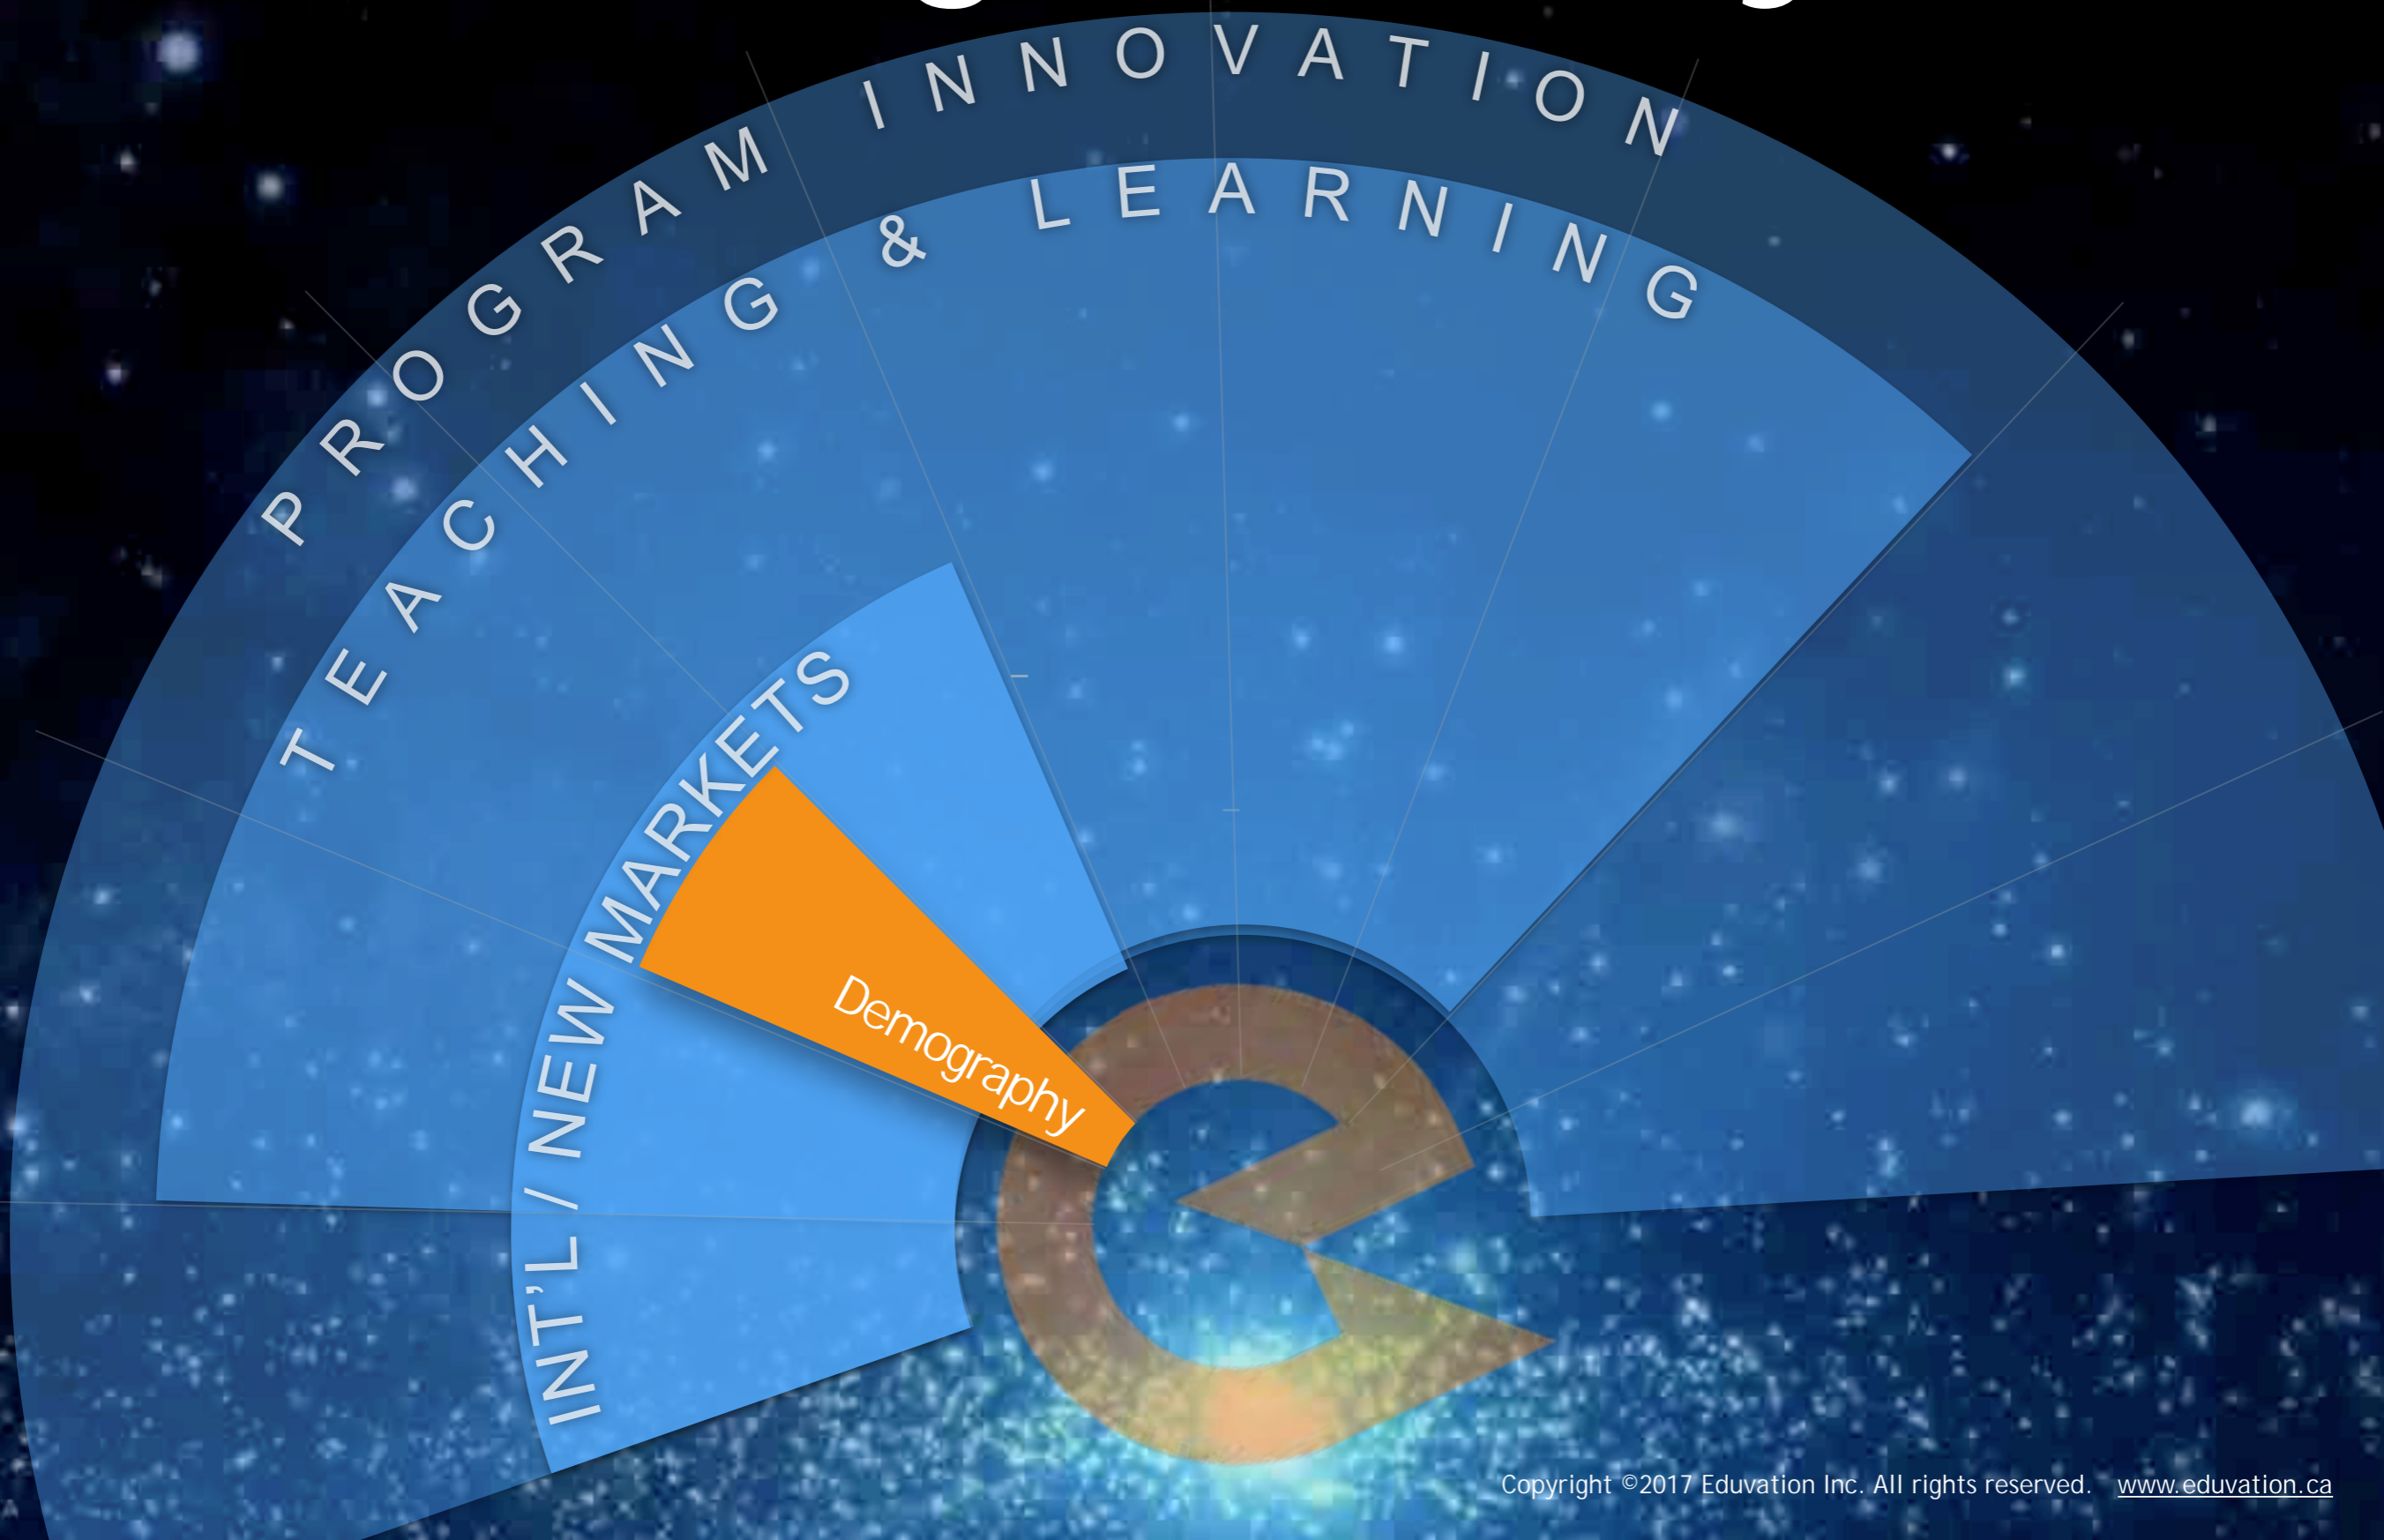 PROGRAM INNOVATION
TEACHING & LEARNING
INT'L / NEW MARKETS
Demography
Copyright ©2017 Eduvation Inc. All rights reserved. www.eduvation.ca